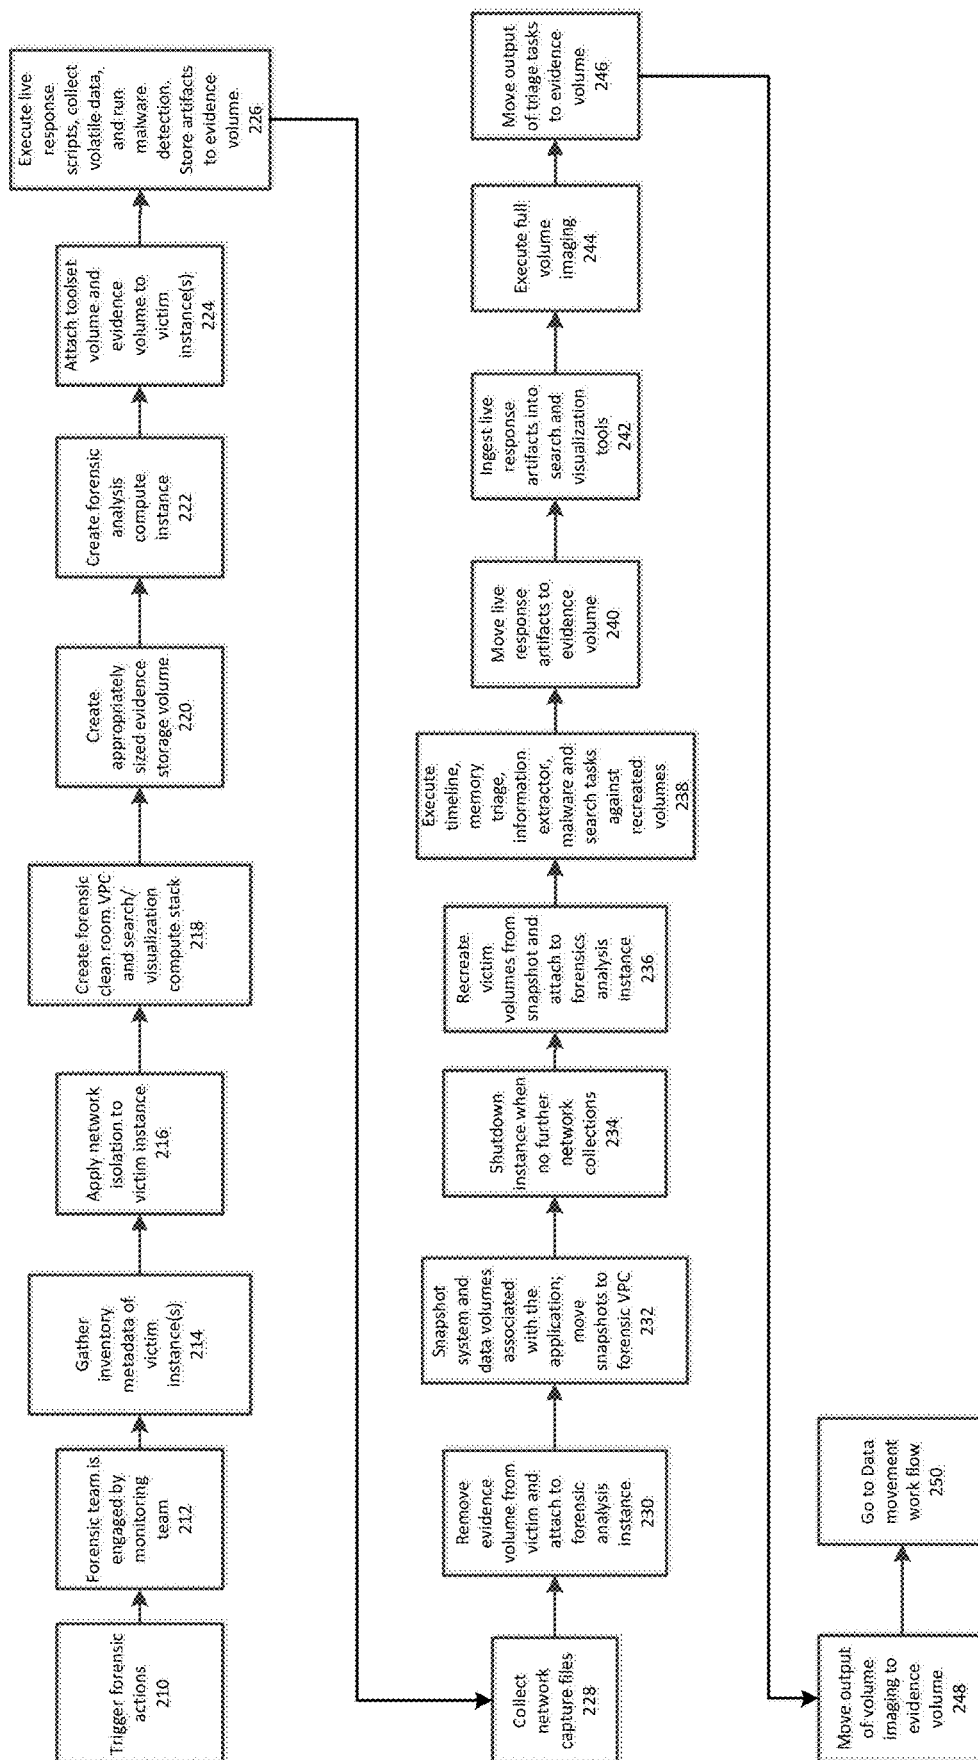 Trigger forensic
actions
210
Forensic team is
engaged by
monitoring
team
212
Gather
inventory
metadata of
victim
instance(s)
214
Apply network
isolation to
victim instance
216
Create forensic
clean room VPC
and search/
visualization
compute stack
218
Create
appropriately
sized evidence
storage volume
220
Create forensic
analysis
compute
instance
222
Attach toolset
volume and
evidence
volume to
victim
instance(s)
224
Execute live
response
scripts, collect
volatile data,
and run
malware
detection.
Store artifacts
to evidence
volume.
226
Collect
network
capture files
228
Remove
evidence
volume from
victim and
attach to
forensic
analysis
instance.
230
Snapshot
system and
data volumes
associated
with the
application;
move
snapshots to
forensic VPC
232
Shutdown
instance when
no further
network
collections
234
Recreate
victim
volumes from
snapshot and
attach to
forensics
analysis
instance
236
Execute
timeline,
memory
triage,
information
extractor,
malware and
search tasks
against
recreated
volumes
238
Move live
response
artifacts to
evidence
volume
240
Ingest live
response
artifacts into
search and
visualization
tools
242
Execute full
volume
imaging
244
Move output
of triage tasks
to evidence
volume
246
Move output
of volume
imaging to
evidence
volume.
248
Go to Data
movement
work flow
250